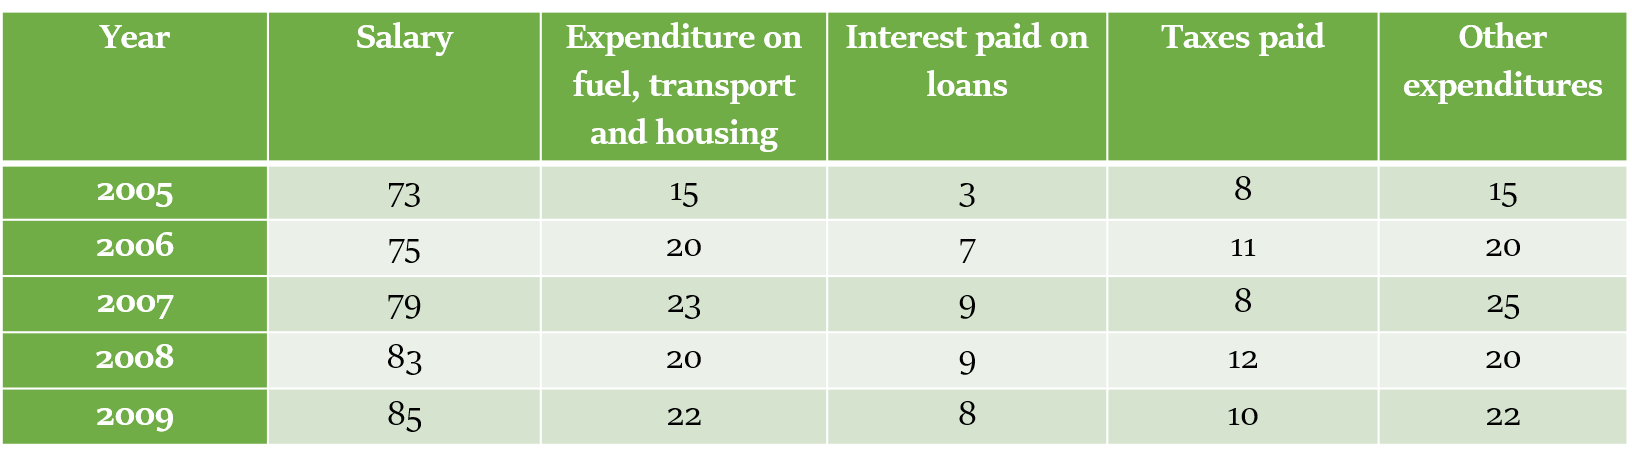 Year Salary Expenditure on fuel, transport and housing Interest paid on loans Taxes paid Other expenditures
2005 73 15 3 8 15
2006 75 20 7 11 20
2007 79 23 9 8 25
2008 83 20 9 12 20
2009 85 22 8 10 22